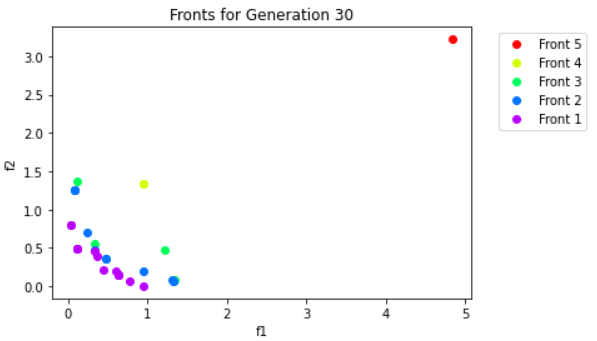 Fronts for Generation 30
Front 5
Front 4
Front 3
Front 2
Front 1
3.0
2.5
2.0
1.5
1.0
0.5
0.0
f2
0 1 2 3 4 5
f1